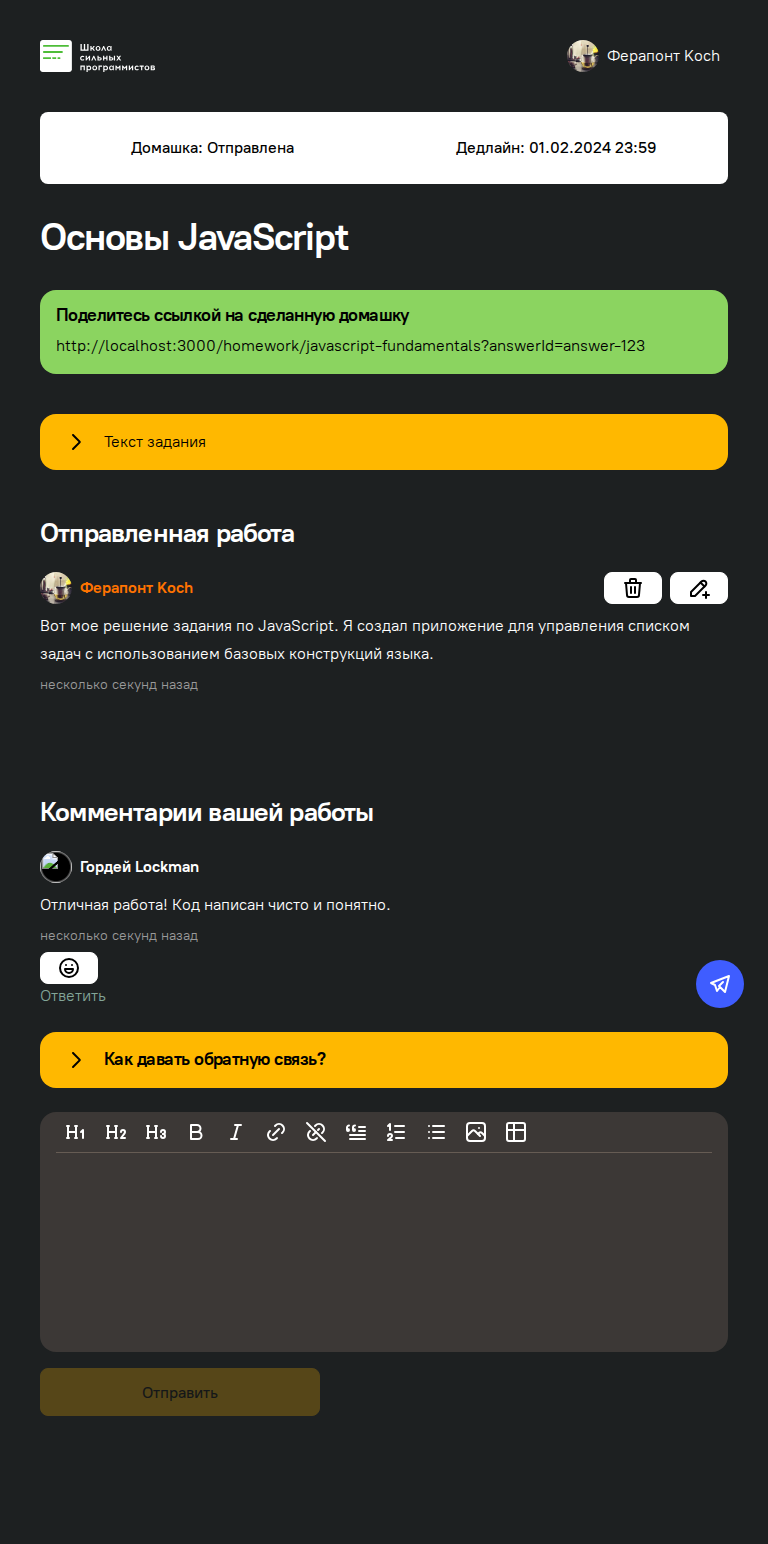 Школа
сильных
программистов
Ферапонт Koch
Домашка: Отправлена
Дедлайн: 01.02.2024 23:59
Основы JavaScript
Поделитесь ссылкой на сделанную домашку
http://localhost:3000/homework/javascript-fundamentals?answerId=answer-123
Текст задания
Отправленная работа
Ферапонт Koch
Вот мое решение задания по JavaScript. Я создал приложение для управления списком
задач с использованием базовых конструкций языка.
несколько секунд назад
Комментарии вашей работы
Гордей Lockman
Отличная работа! Код написан чисто и понятно.
несколько секунд назад
Ответить
Как давать обратную связь?
H1 H2 H3 B I
Отправить